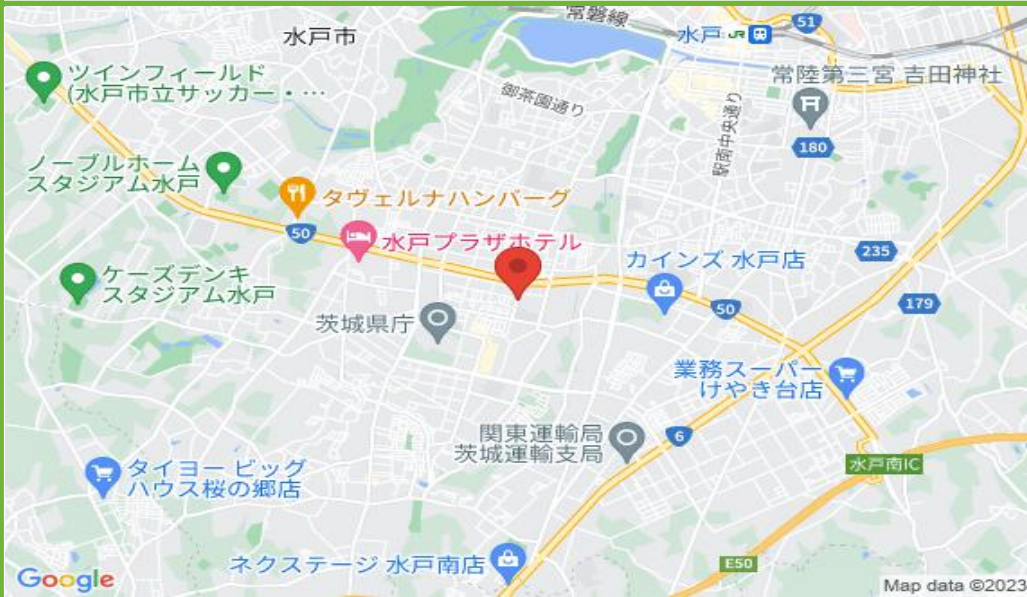 常磐線
51
水戸市
水戸 JR
ツインフィールド
(水戸市立サッカー・…
常陸第三宮 吉田神社
御茶園通り
駅南中央通り
180
ノーブルホーム
スタジアム水戸
タヴェルナハンバーグ
50
水戸プラザホテル
235
カインズ 水戸店
ケーズデンキ
スタジアム水戸
179
50
茨城県庁
業務スーパー
けやき台店
関東運輸局
茨城運輸支局
6
水戸南IC
タイヨー ビッグ
ハウス桜の郷店
ネクステージ 水戸南店
E50
Google
Map data ©2023